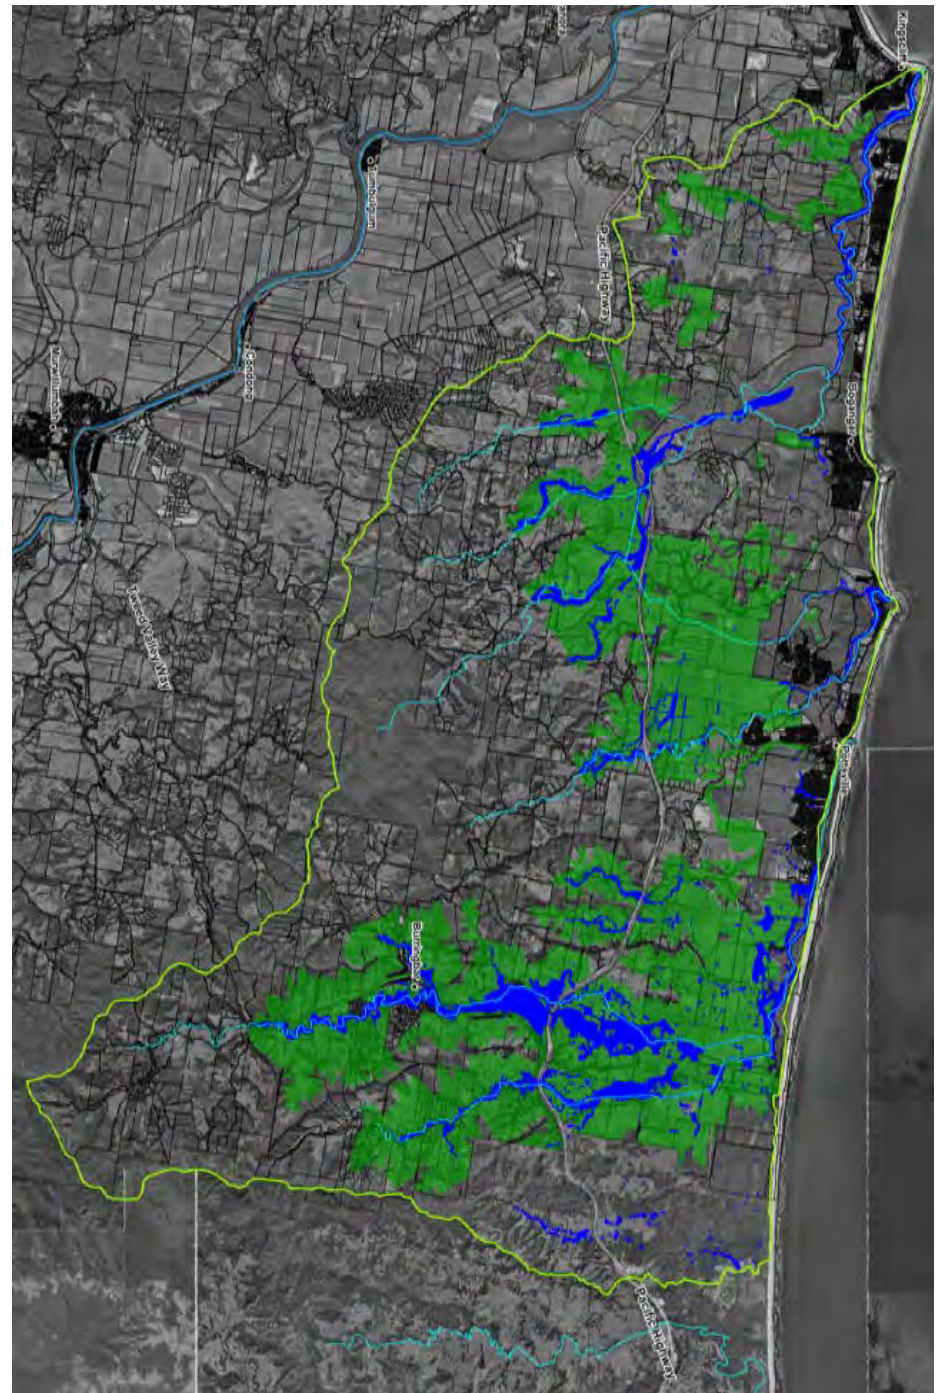 Kingscliff
Tumbulgum
Pacific Highway
Condong
Murwillumbah
Bogangar
Tweed Valley Way
Pottsville
Burringbar
Pacific Highway